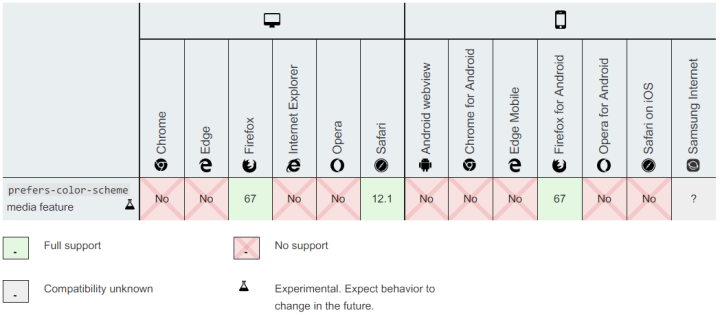 Chrome
Edge
Firefox
Internet Explorer
Opera
Safari
Android webview
Chrome for Android
Edge Mobile
Firefox for Android
Opera for Android
Safari on iOS
Samsung Internet
prefers-color-scheme
media feature
No No 67 No No 12.1 No No No 67 No No ?
- Full support
- No support
- Compatibility unknown
Experimental. Expect behavior to
change in the future.